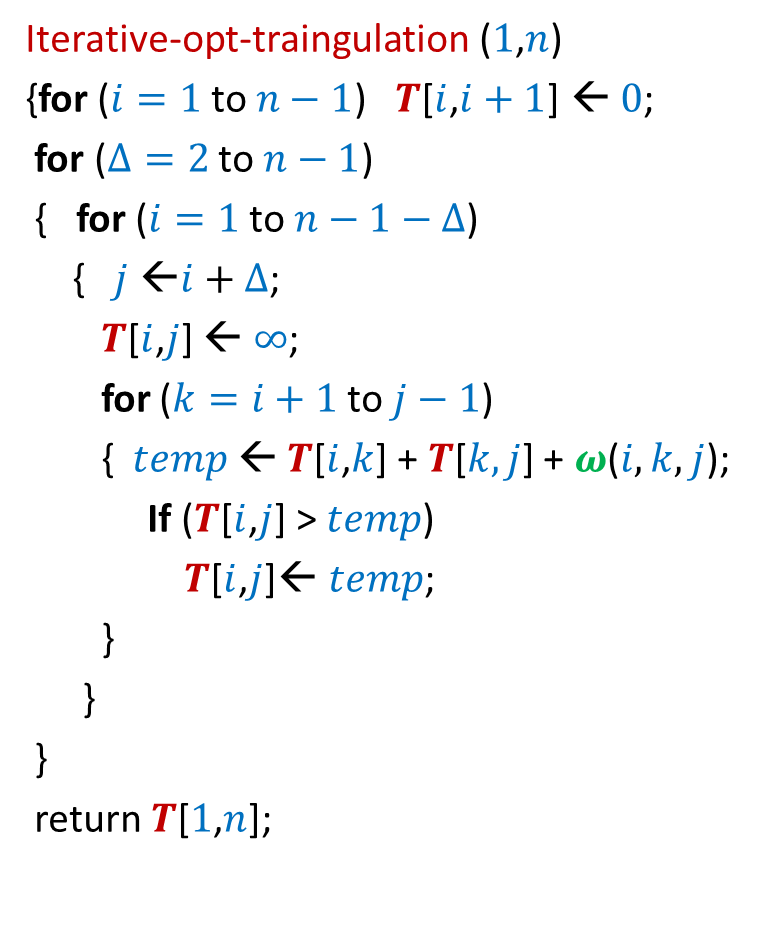 Iterative-opt-traingulation (1,n)
{for (i = 1 to n − 1) T[i,i + 1] ← 0;
for (Δ = 2 to n − 1)
{ for (i = 1 to n − 1 − Δ)
{ j ←i + Δ;
T[i,j] ← ∞;
for (k = i + 1 to j − 1)
{ temp ← T[i,k] + T[k,j] + ω(i, k, j);
If (T[i,j] > temp)
T[i,j]← temp;
}
}
}
return T[1,n];